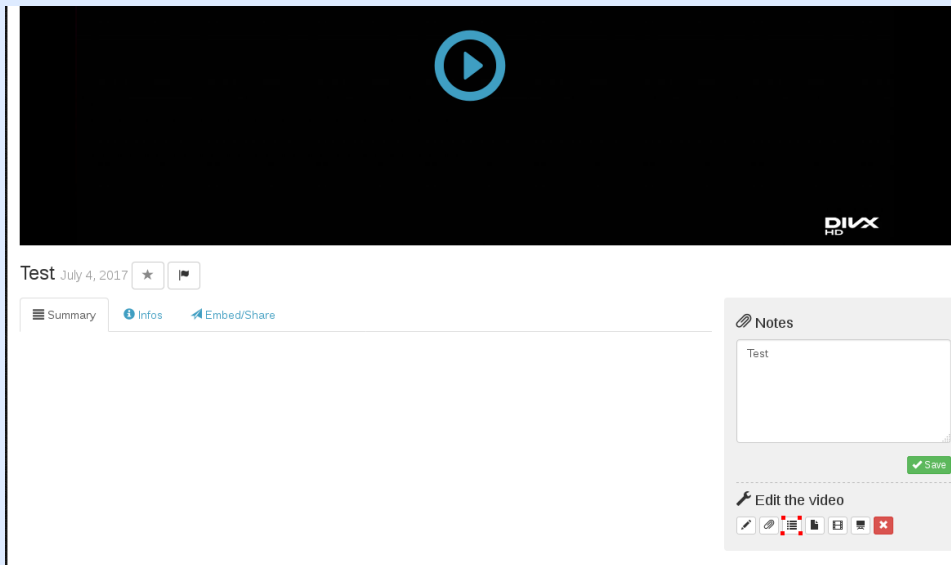 DIVX
HD
Test July 4, 2017
Summary Infos Embed/Share
Notes
Test
Save
Edit the video